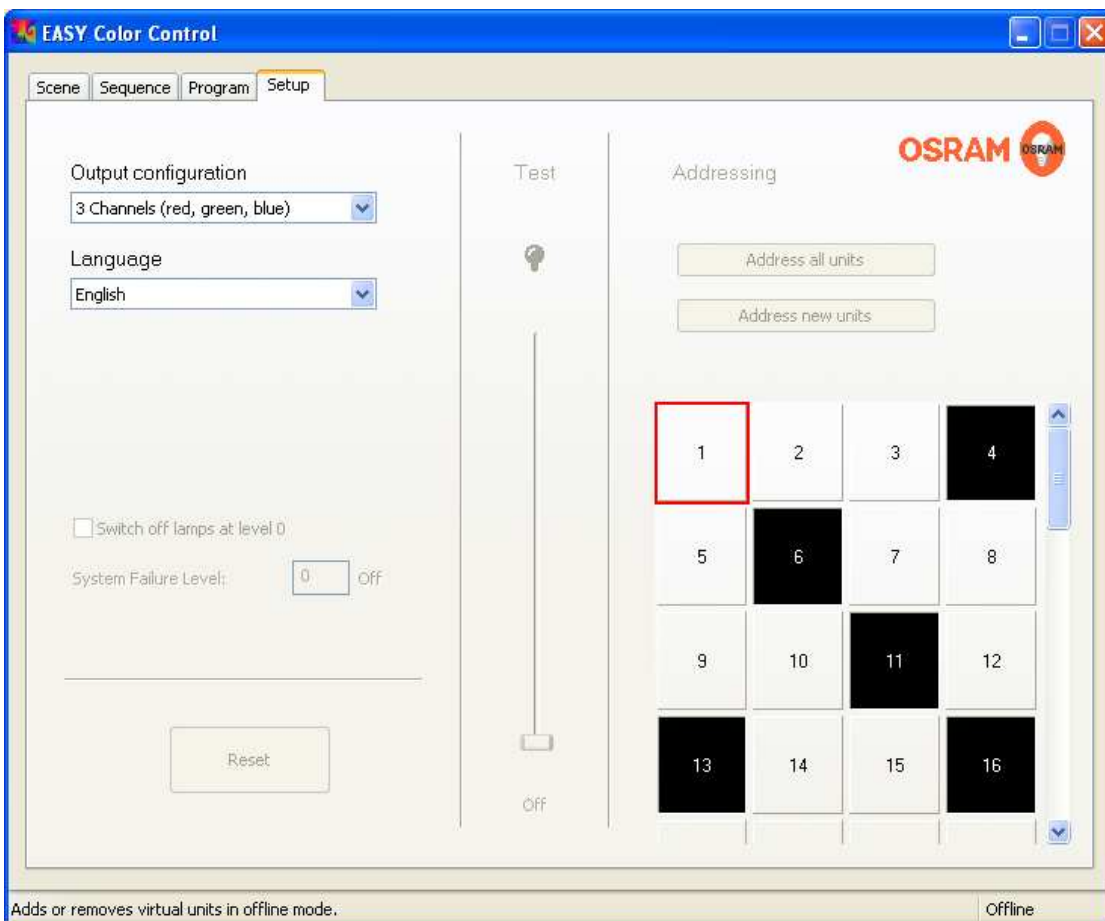 EASY Color Control
Scene Sequence Program Setup
OSRAM OSRAM
Output configuration
3 Channels (red, green, blue)
Language
English
Switch off lamps at level 0
System Failure Level: 0 Off
Reset
Test
Off
Addressing
Address all units
Address new units
1 2 3 4
5 6 7 8
9 10 11 12
13 14 15 16
Adds or removes virtual units in offline mode. Offline